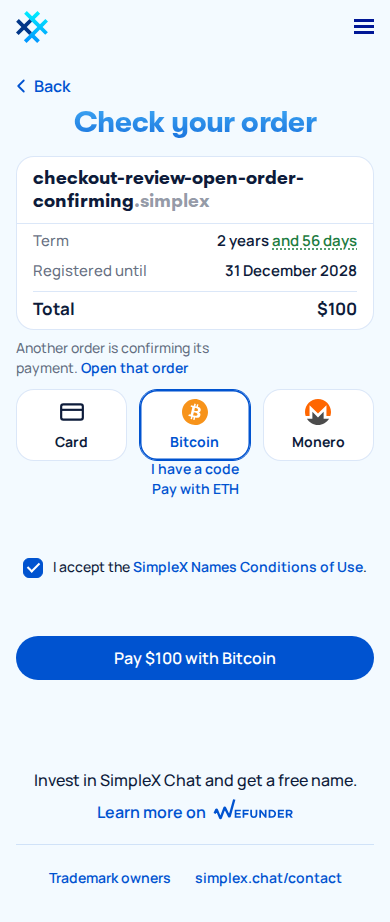 Back
Check your order
checkout-review-open-order-
confirming.simplex
Term 2 years and 56 days
Registered until 31 December 2028
Total $100
Another order is confirming its
payment. Open that order
Card Bitcoin Monero
I have a code
Pay with ETH
I accept the SimpleX Names Conditions of Use.
Pay $100 with Bitcoin
Invest in SimpleX Chat and get a free name.
Learn more on WEFUNDER
Trademark owners simplex.chat/contact